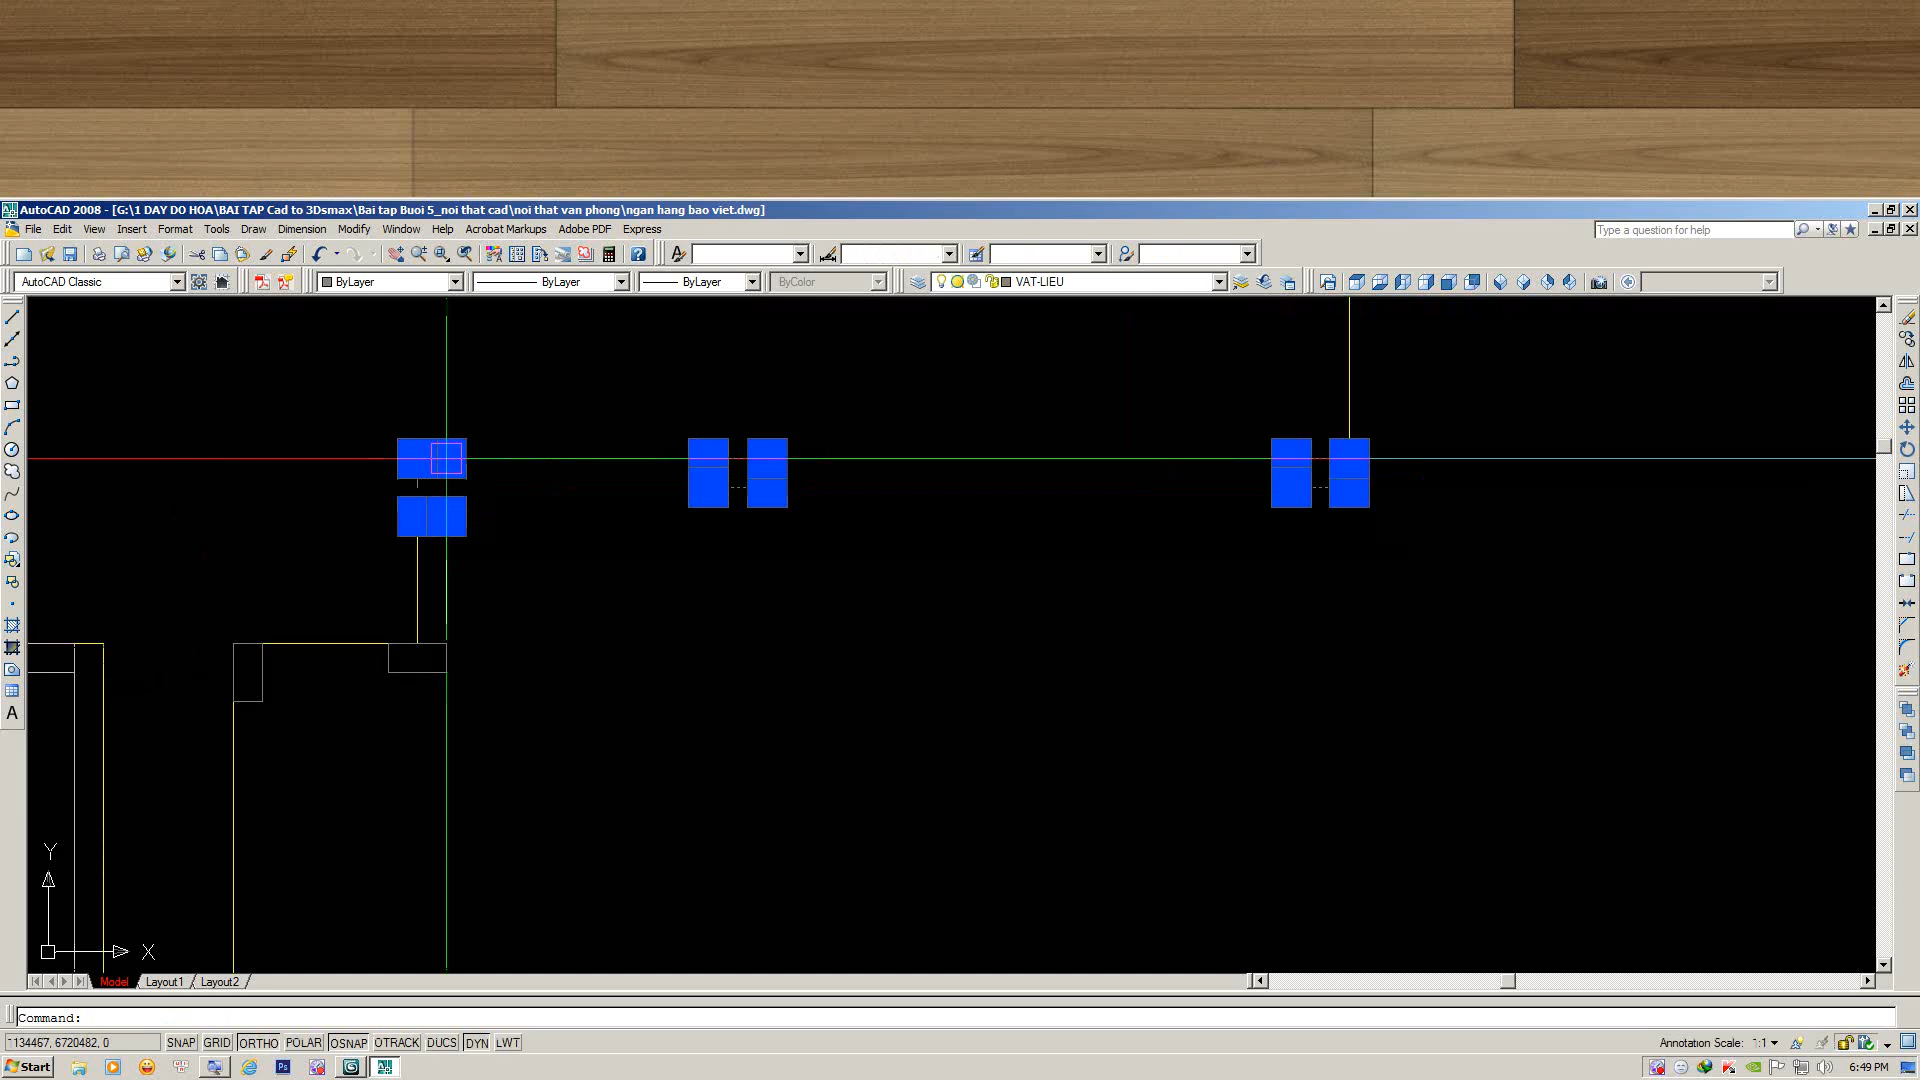 AutoCAD 2008 - [G:\1 DAY DO HOA\BAI TAP Cad to 3Dsmax\Bai tap Buoi 5_noi that cad\noi that van phong\ngan hang bao viet.dwg]
File Edit View Insert Format Tools Draw Dimension Modify Window Help Acrobat Markups Adobe PDF Express
Type a question for help
AutoCAD Classic
ByLayer
ByLayer
ByLayer
ByColor
VAT-LIEU
Y
X
A
Model Layout1 Layout2
Command:
134467, 6720482, 0
SNAP GRID ORTHO POLAR OSNAP OTRACK DUCS DYN LWT
Annotation Scale: 1:1
Start
Ps
6:49 PM